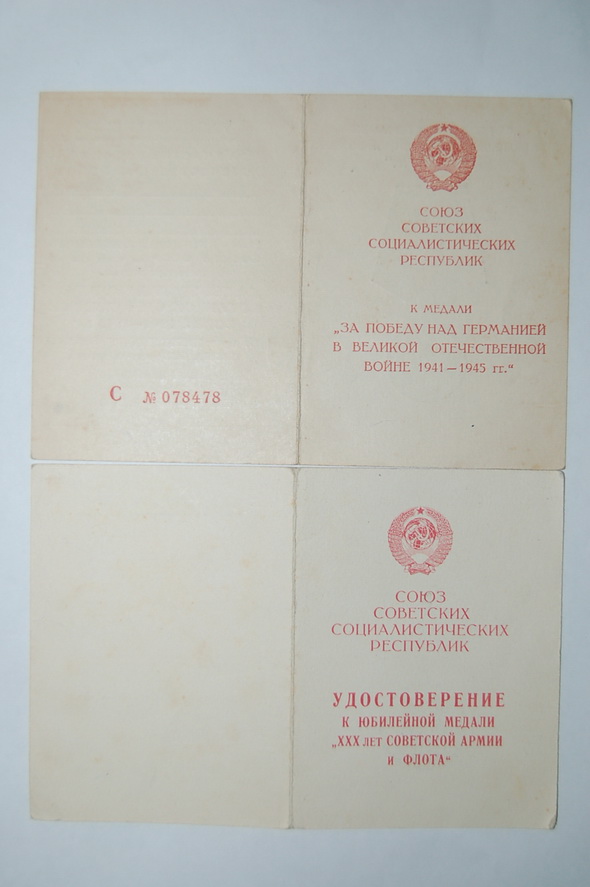 СОЮЗ
СОВЕТСКИХ
СОЦИАЛИСТИЧЕСКИХ
РЕСПУБЛИК
К МЕДАЛИ
„ЗА ПОБЕДУ НАД ГЕРМАНИЕЙ
В ВЕЛИКОЙ ОТЕЧЕСТВЕННОЙ
ВОЙНЕ 1941—1945 гг.“
С № 078478
СОЮЗ
СОВЕТСКИХ
СОЦИАЛИСТИЧЕСКИХ
РЕСПУБЛИК
УДОСТОВЕРЕНИЕ
К ЮБИЛЕЙНОЙ МЕДАЛИ
„XXX ЛЕТ СОВЕТСКОЙ АРМИИ
И ФЛОТА“